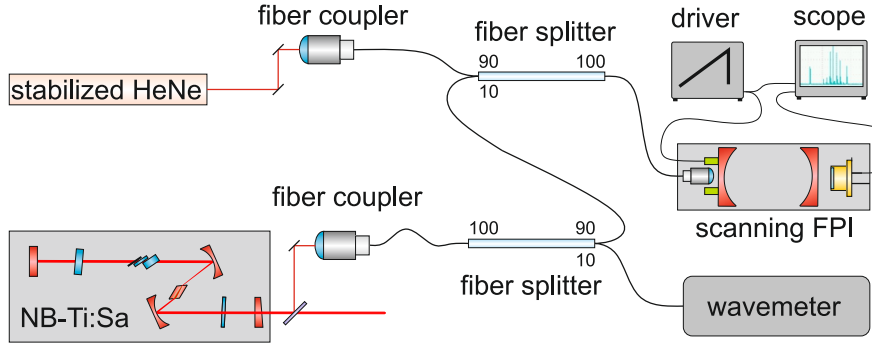 fiber coupler
fiber splitter
driver
scope
90
100
10
stabilized HeNe
fiber coupler
scanning FPI
100
90
10
fiber splitter
NB-Ti:Sa
wavemeter